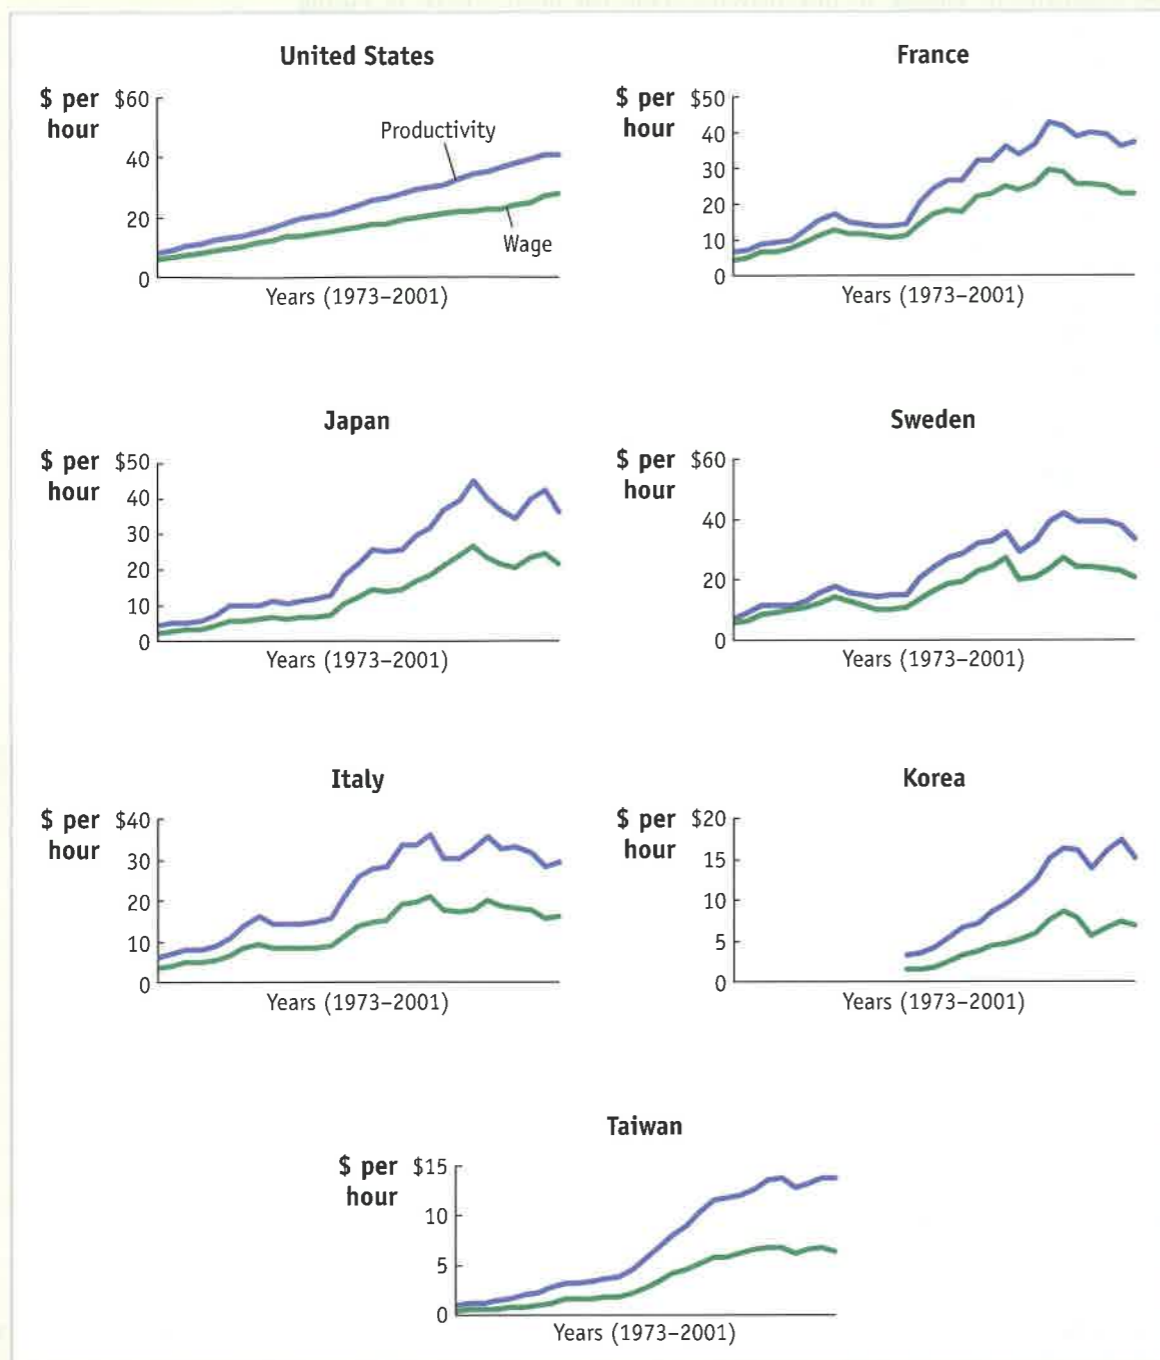 United States
$ per
hour
$60
40
20
0
Productivity
Wage
Years (1973–2001)
France
$ per
hour
$50
40
30
20
10
0
Years (1973–2001)
Japan
$ per
hour
$50
40
30
20
10
0
Years (1973–2001)
Sweden
$ per
hour
$60
40
20
0
Years (1973–2001)
Italy
$ per
hour
$40
30
20
10
0
Years (1973–2001)
Korea
$ per
hour
$20
15
10
5
0
Years (1973–2001)
Taiwan
$ per
hour
$15
10
5
0
Years (1973–2001)